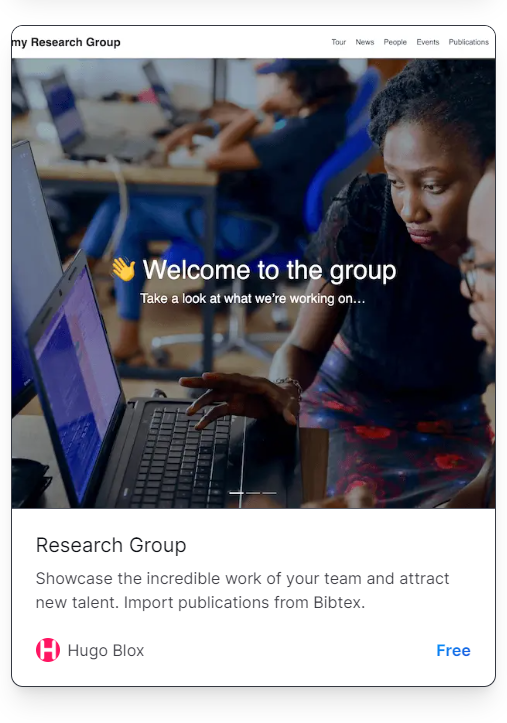 my Research Group
Tour News People Events Publications
👋 Welcome to the group
Take a look at what we're working on...
Research Group
Showcase the incredible work of your team and attract
new talent. Import publications from Bibtex.
H Hugo Blox
Free